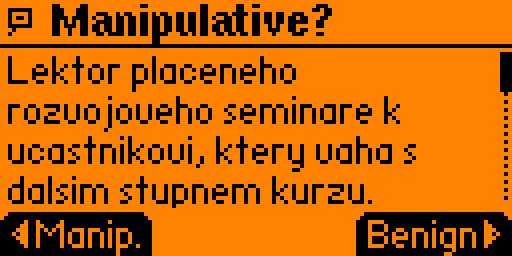 Manipulative?
Lektor placeneho
rozvojoveho seminare k
ucastnikovi, ktery vaha s
dalsim stupnem kurzu.
Manip.
Benign